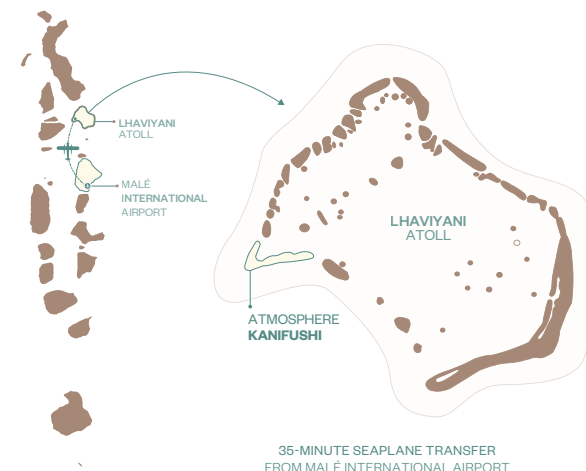 LHAVIYANI
ATOLL
MALÉ
INTERNATIONAL
AIRPORT
LHAVIYANI
ATOLL
ATMOSPHERE
KANIFUSHI
35-MINUTE SEAPLANE TRANSFER
FROM MALÉ INTERNATIONAL AIRPORT